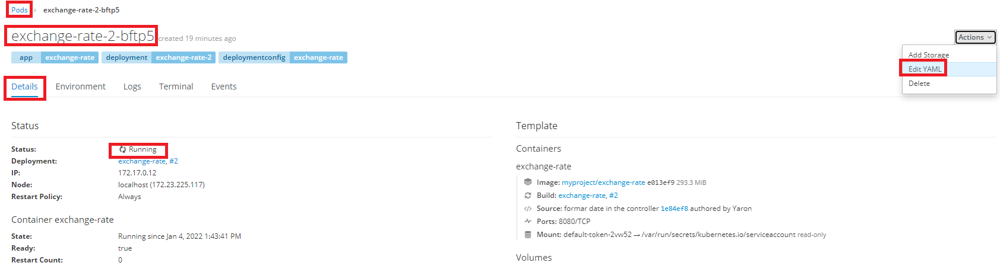 Pods › exchange-rate-2-bftp5
exchange-rate-2-bftp5 created 19 minutes ago
Actions
app exchange-rate deployment exchange-rate-2 deploymentconfig exchange-rate
Add Storage
Edit YAML
Delete
Details Environment Logs Terminal Events
Status
Status: Running
Deployment: exchange-rate, #2
IP: 172.17.0.12
Node: localhost (172.23.225.117)
Restart Policy: Always
Container exchange-rate
State: Running since Jan 4, 2022 1:43:41 PM
Ready: true
Restart Count: 0
Template
Containers
exchange-rate
Image: myproject/exchange-rate e013ef9 293.3 MiB
Build: exchange-rate, #2
Source: formar date in the controller 1e84ef8 authored by Yaron
Ports: 8080/TCP
Mount: default-token-2vw52 → /var/run/secrets/kubernetes.io/serviceaccount read-only
Volumes